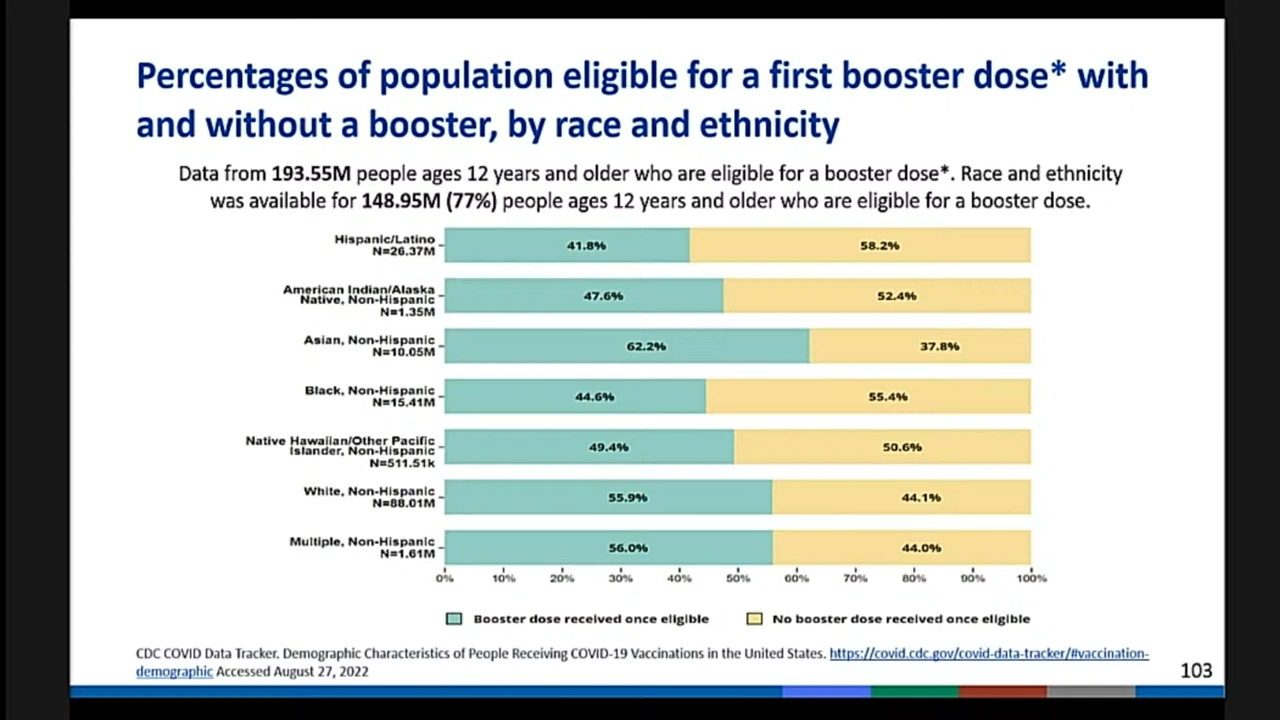 Percentages of population eligible for a first booster dose* with
and without a booster, by race and ethnicity
Data from 193.55M people ages 12 years and older who are eligible for a booster dose*. Race and ethnicity
was available for 148.95M (77%) people ages 12 years and older who are eligible for a booster dose.
Hispanic/Latino
N=26.37M
41.8%
58.2%
American Indian/Alaska
Native, Non-Hispanic
N=1.35M
47.6%
52.4%
Asian, Non-Hispanic
N=10.05M
62.2%
37.8%
Black, Non-Hispanic
N=15.41M
44.6%
55.4%
Native Hawaiian/Other Pacific
Islander, Non-Hispanic
N=511.51k
49.4%
50.6%
White, Non-Hispanic
N=88.01M
55.9%
44.1%
Multiple, Non-Hispanic
N=1.61M
56.0%
44.0%
0% 10% 20% 30% 40% 50% 60% 70% 80% 90% 100%
Booster dose received once eligible No booster dose received once eligible
CDC COVID Data Tracker. Demographic Characteristics of People Receiving COVID-19 Vaccinations in the United States. https://covid.cdc.gov/covid-data-tracker/#vaccination-
demographic Accessed August 27, 2022
103